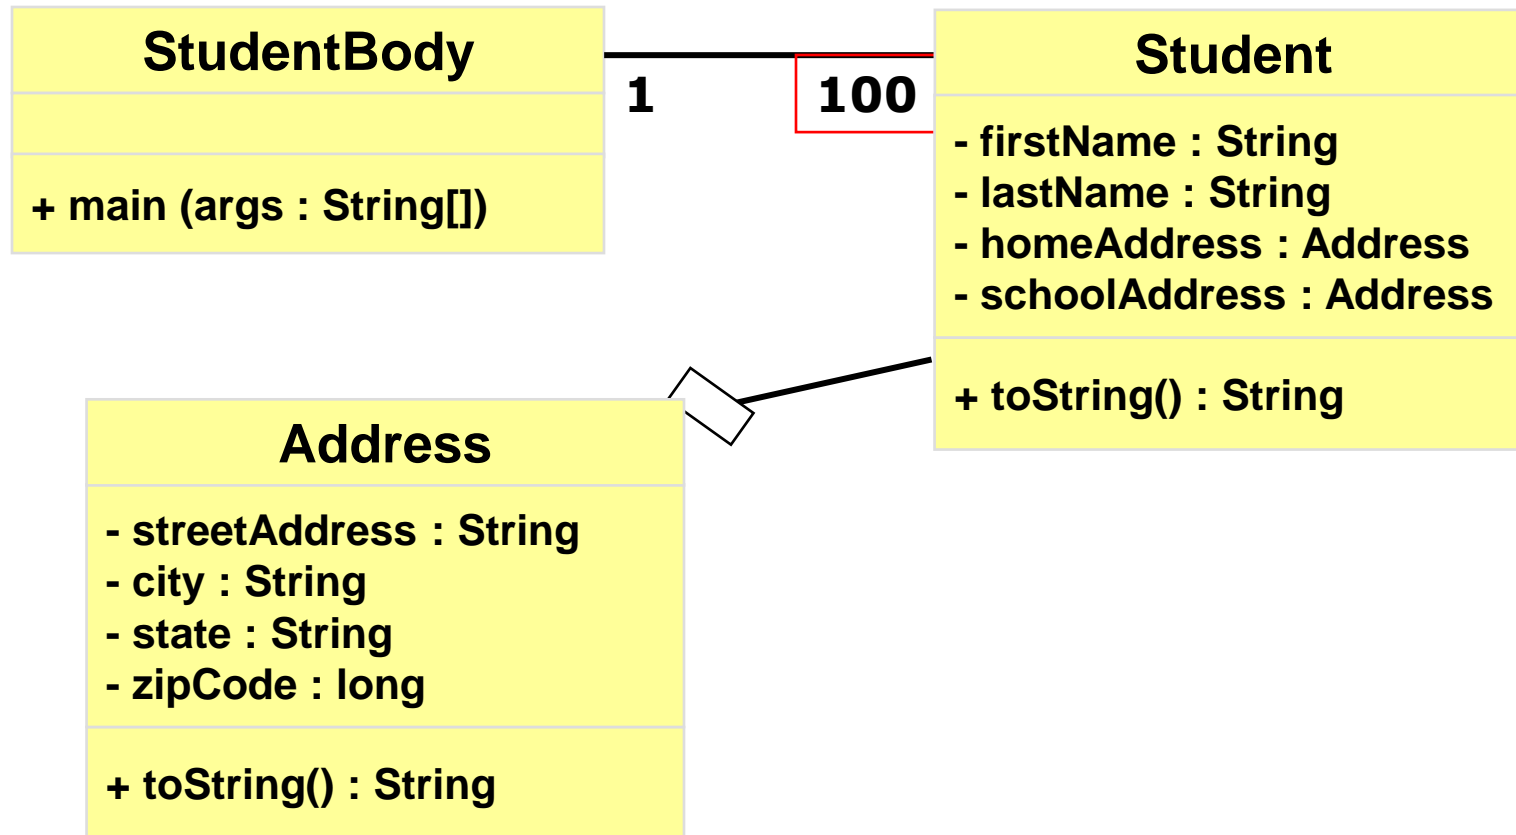 StudentBody
+ main (args : String[])
1
100
Student
- firstName : String
- lastName : String
- homeAddress : Address
- schoolAddress : Address
+ toString() : String
Address
- streetAddress : String
- city : String
- state : String
- zipCode : long
+ toString() : String